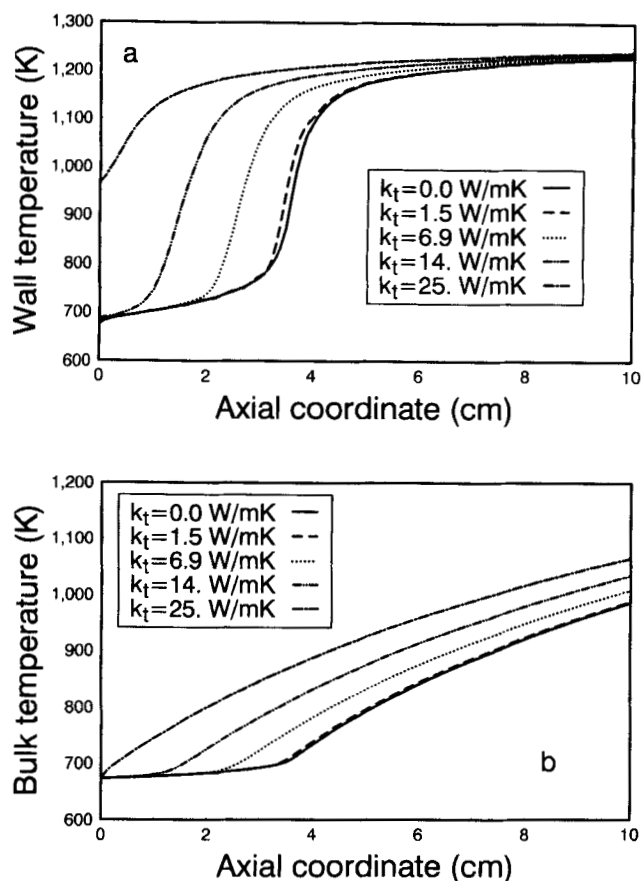 1,300
1,200
1,100
1,000
900
800
700
600
Wall temperature (K)
a
kt=0.0 W/mK
kt=1.5 W/mK
kt=6.9 W/mK
kt=14. W/mK
kt=25. W/mK
0 2 4 6 8 10
Axial coordinate (cm)
1,200
1,100
1,000
900
800
700
600
Bulk temperature (K)
kt=0.0 W/mK
kt=1.5 W/mK
kt=6.9 W/mK
kt=14. W/mK
kt=25. W/mK
b
0 2 4 6 8 10
Axial coordinate (cm)